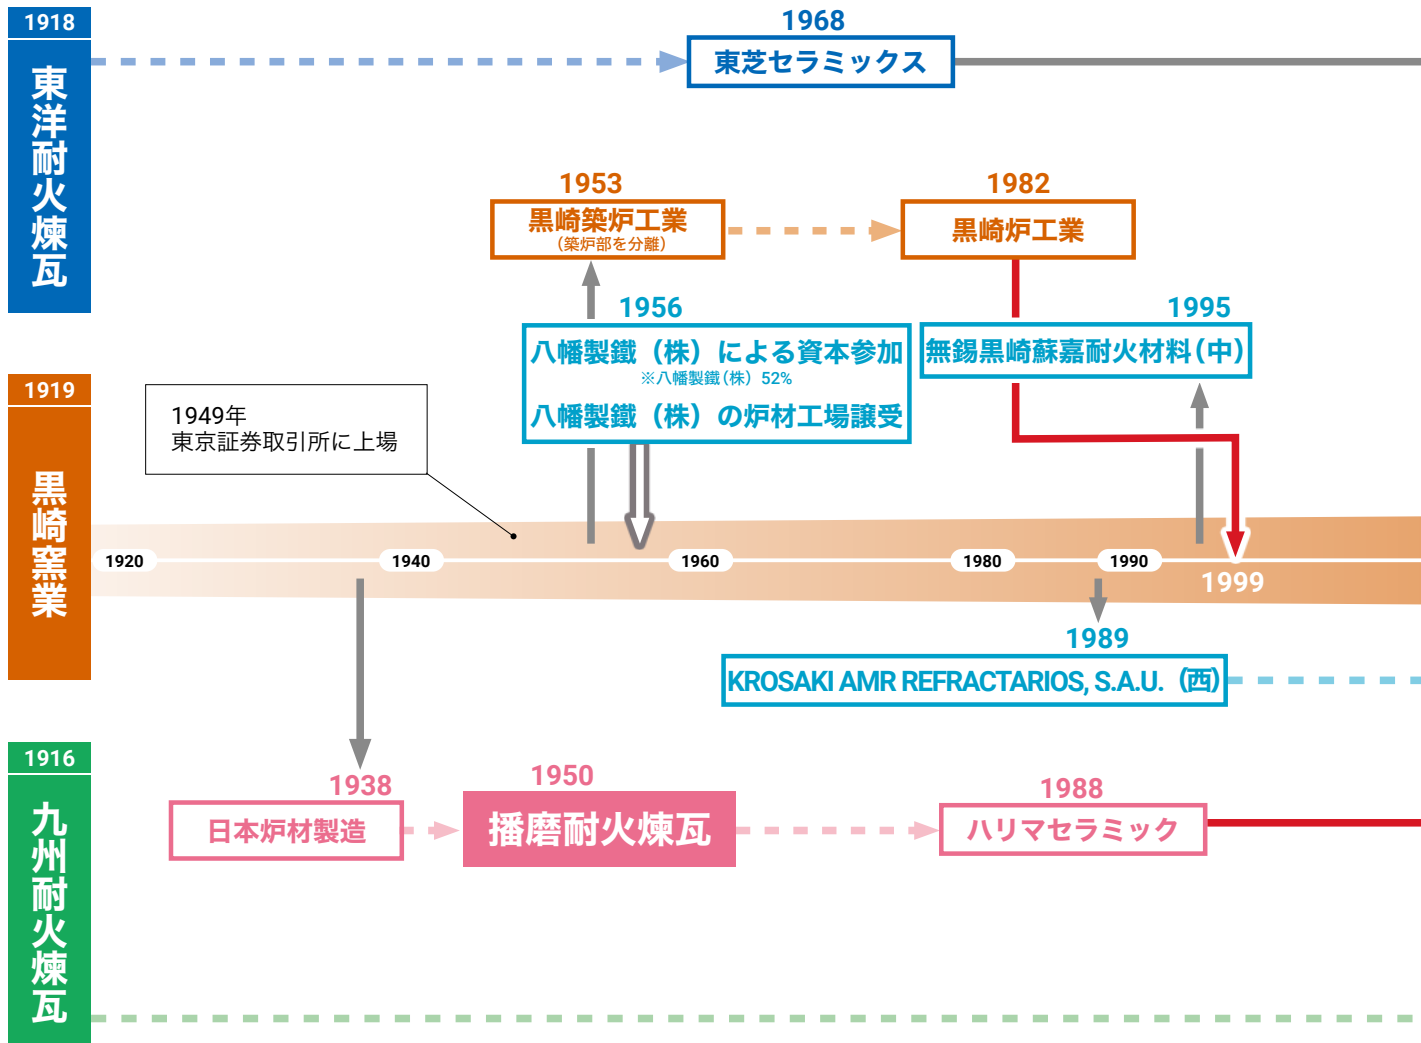 1918
東洋耐火煉瓦
1968
東芝セラミックス
1953
黒崎築炉工業
（築炉部を分離）
1982
黒崎炉工業
1956
八幡製鐵（株）による資本参加
※八幡製鐵（株）52%
八幡製鐵（株）の炉材工場譲受
1995
無錫黒崎蘇嘉耐火材料（中）
1919
黒崎窯業
1949年
東京証券取引所に上場
1920
1940
1960
1980
1990
1999
1989
KROSAKI AMR REFRACTARIOS, S.A.U.（西）
1916
九州耐火煉瓦
1938
日本炉材製造
1950
播磨耐火煉瓦
1988
ハリマセラミック